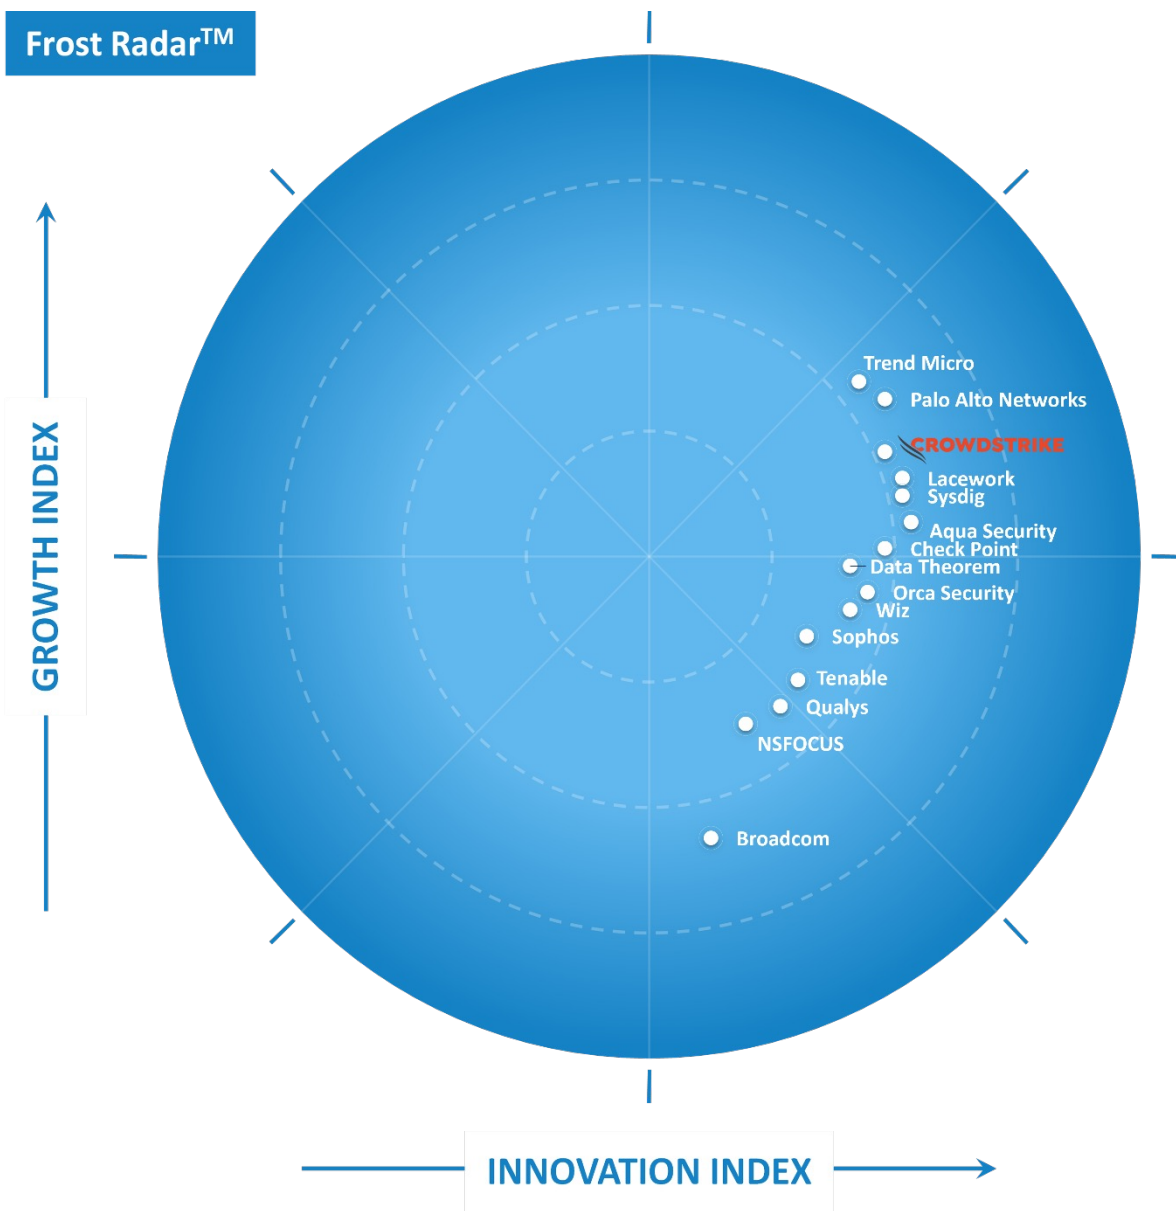 Frost Radar™
GROWTH INDEX
Trend Micro
Palo Alto Networks
CROWDSTRIKE
Lacework
Sysdig
Aqua Security
Check Point
Data Theorem
Orca Security
Wiz
Sophos
Tenable
Qualys
NSFOCUS
Broadcom
INNOVATION INDEX